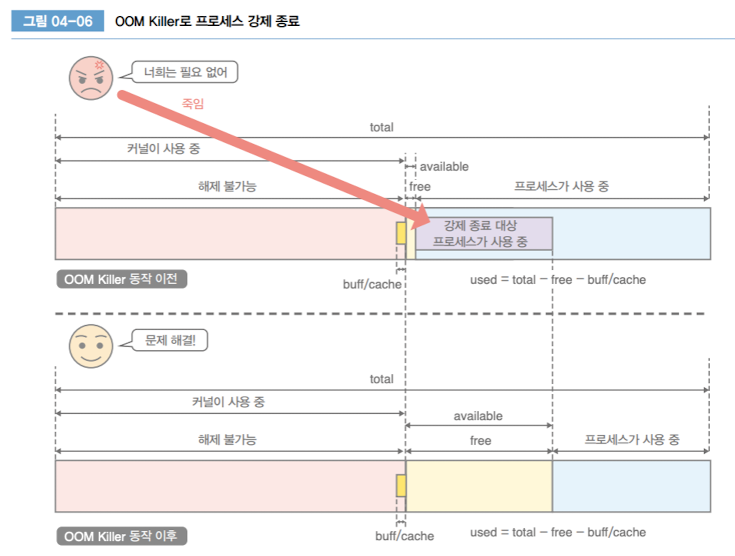 그림 04-06 OOM Killer로 프로세스 강제 종료
너희는 필요 없어
죽임
total
커널이 사용 중
available
해제 불가능
free
프로세스가 사용 중
강제 종료 대상
프로세스가 사용 중
OOM Killer 동작 이전
buff/cache
used = total - free - buff/cache
문제 해결!
total
커널이 사용 중
available
해제 불가능
free
프로세스가 사용 중
OOM Killer 동작 이후
buff/cache
used = total - free - buff/cache